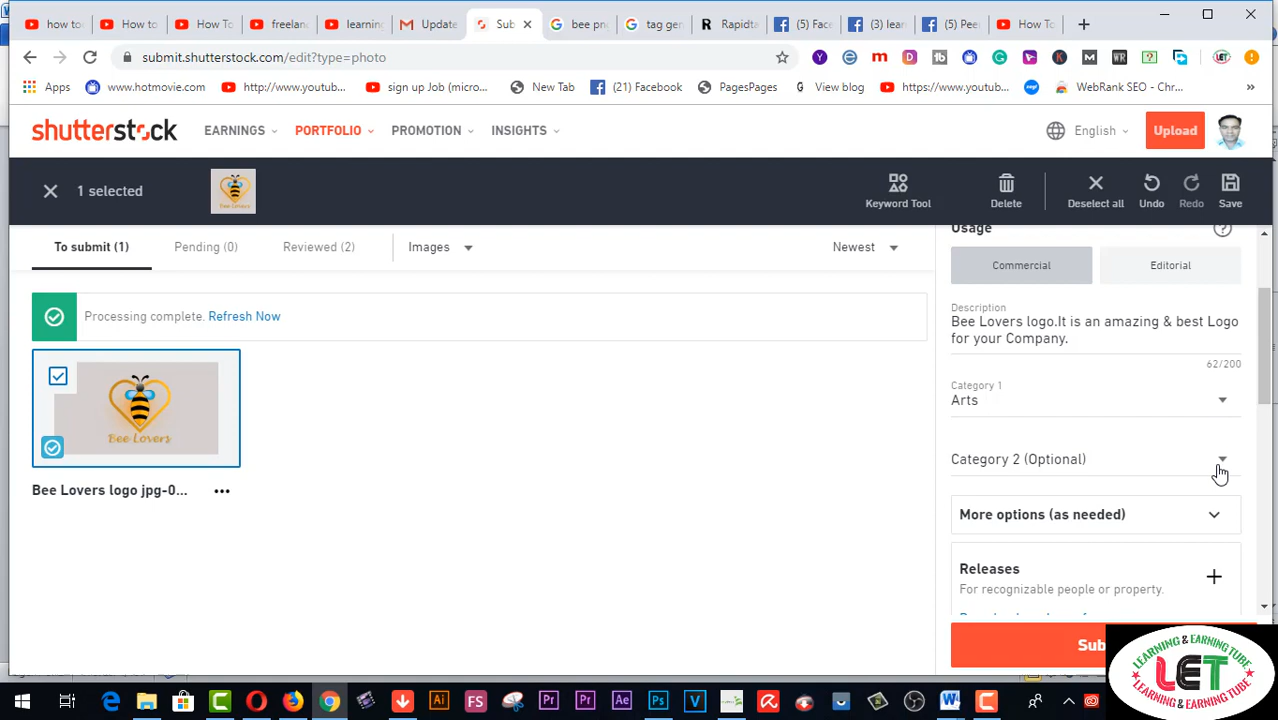 how to
How to
How To
freelan
learning
Update
Sub
bee pn
tag gen
Rapidta
(5) Face
(3) lear
(5) Peep
How To
submit.shutterstock.com/edit?type=photo
Apps
www.hotmovie.com
http://www.youtub...
sign up Job (micro...
New Tab
(21) Facebook
PagesPages
View blog
https://www.youtub...
WebRank SEO - Chr...
shutterstock
EARNINGS
PORTFOLIO
PROMOTION
INSIGHTS
English
Upload
1 selected
Keyword Tool
Delete
Deselect all
Undo
Redo
Save
To submit (1)
Pending (0)
Reviewed (2)
Images
Newest
Usage
Commercial
Editorial
Processing complete. Refresh Now
Description
Bee Lovers logo.It is an amazing & best Logo
for your Company.
62/200
Category 1
Arts
Bee-Lovers
Category 2 (Optional)
Bee Lovers logo jpg-0...
More options (as needed)
Releases
For recognizable people or property.
Sub
LEARNING & EARNING TUBE
LET
LEARNING & EARNING TUBE